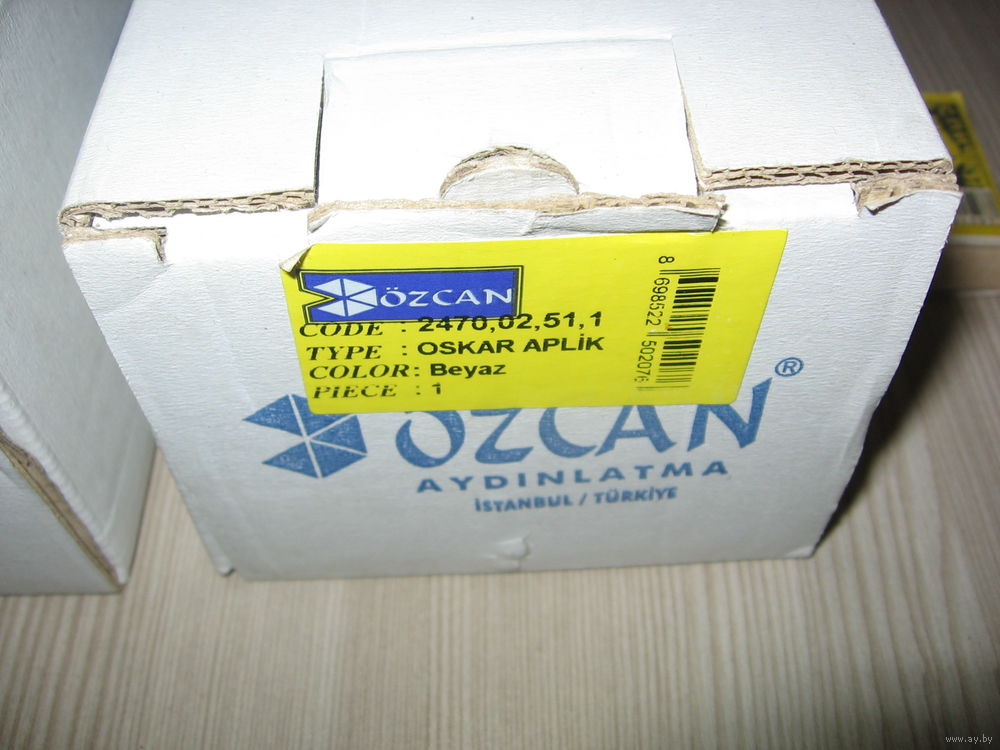 ÖZCAN
CODE : 2470,02,51,1
TYPE : OSKAR APLİK
COLOR : Beyaz
PIECE : 1
8 698522 502076
ÖZCAN ®
AYDINLATMA
İSTANBUL / TÜRKİYE
www.ay.by